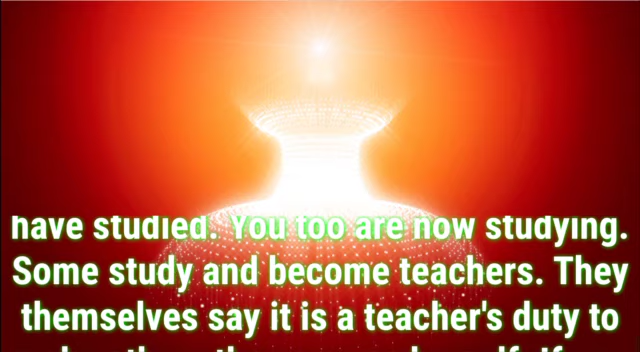 have studied. You too are now studying.
Some study and become teachers. They
themselves say it is a teacher's duty to